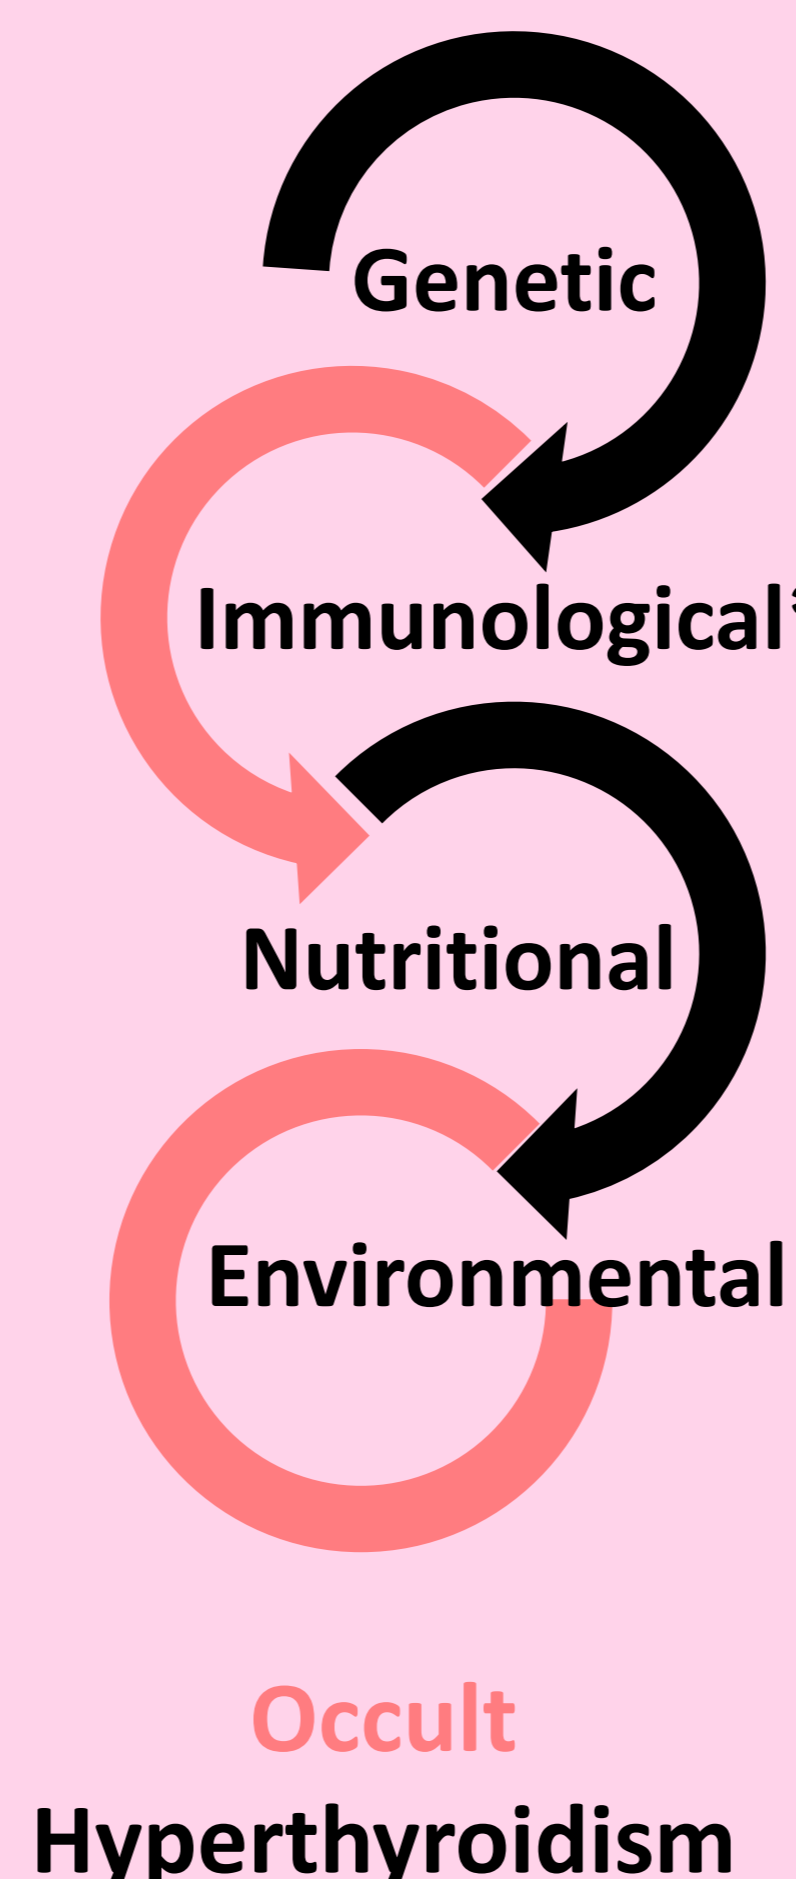 Genetic
Immunological*
Nutritional
Environmental
Occult
Hyperthyroidism